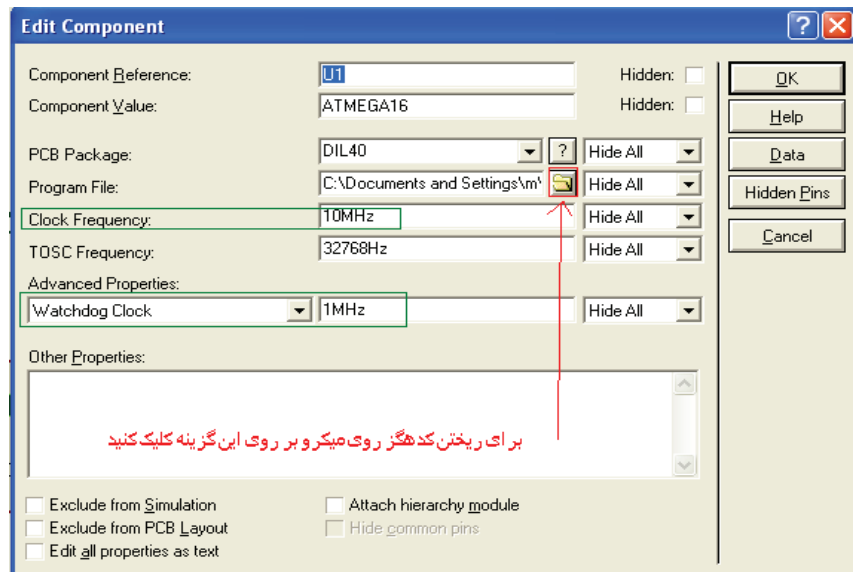 Edit Component
Component Reference: U1 Hidden:
Component Value: ATMEGA16 Hidden:
PCB Package: DIL40 ? Hide All
Program File: C:\Documents and Settings\m' Hide All
Clock Frequency: 10MHz Hide All
TOSC Frequency: 32768Hz Hide All
Advanced Properties:
Watchdog Clock 1MHz Hide All
Other Properties:
برای ریختن کد هگز روی میکرو بر روی این گزینه کلیک کنید
Exclude from Simulation Attach hierarchy module
Exclude from PCB Layout Hide common pins
Edit all properties as text
OK
Help
Data
Hidden Pins
Cancel